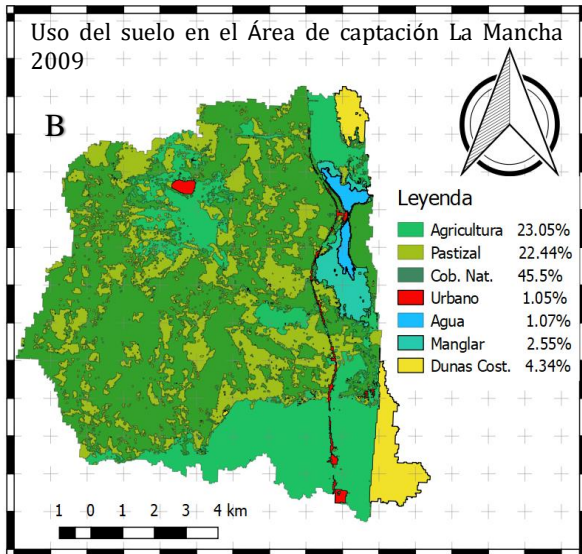 Uso del suelo en el Área de captación La Mancha
2009
B
Leyenda
Agricultura 23.05%
Pastizal 22.44%
Cob. Nat. 45.5%
Urbano 1.05%
Agua 1.07%
Manglar 2.55%
Dunas Cost. 4.34%
1 0 1 2 3 4 km